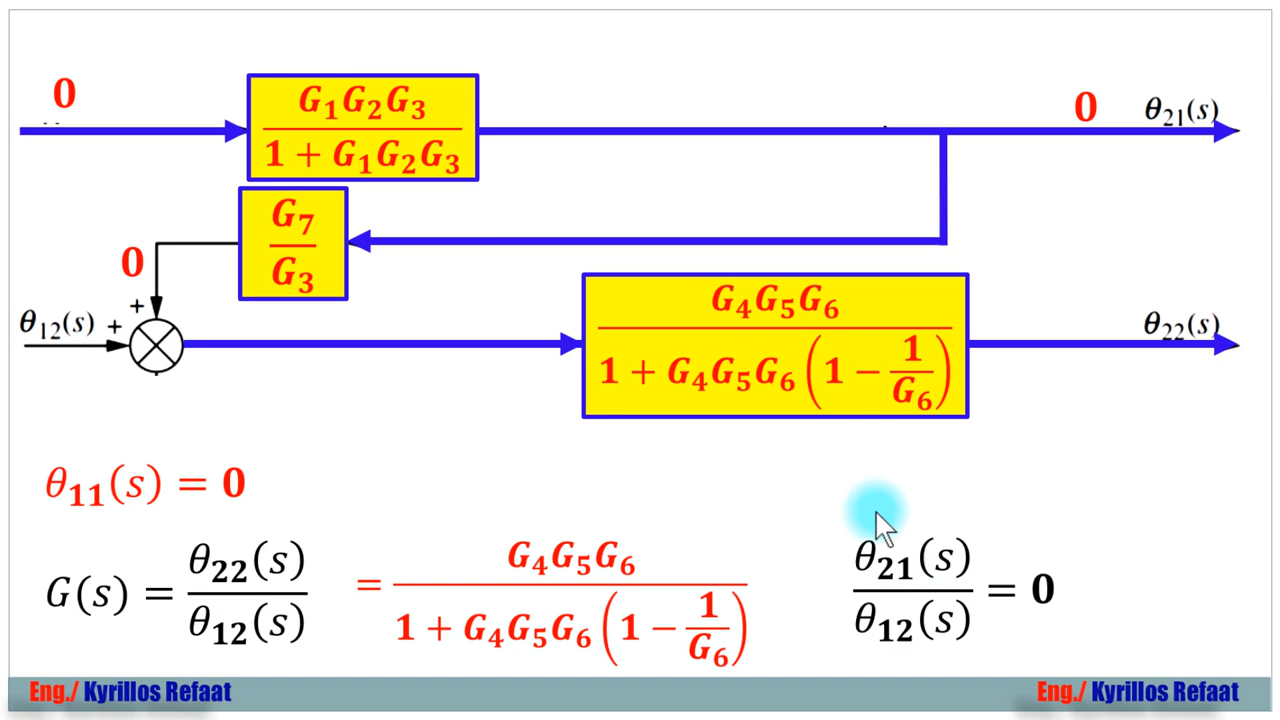 0
G₁G₂G₃
1 + G₁G₂G₃
0
θ₂₁(s)
G₇
G₃
0
+
θ₁₂(s) +
G₄G₅G₆
1 + G₄G₅G₆(1 − 1/G₆)
θ₂₂(s)
θ₁₁(s) = 0
G(s) = θ₂₂(s)/θ₁₂(s) = G₄G₅G₆/(1 + G₄G₅G₆(1 − 1/G₆))
θ₂₁(s)/θ₁₂(s) = 0
Eng./ Kyrillos Refaat
Eng./ Kyrillos Refaat